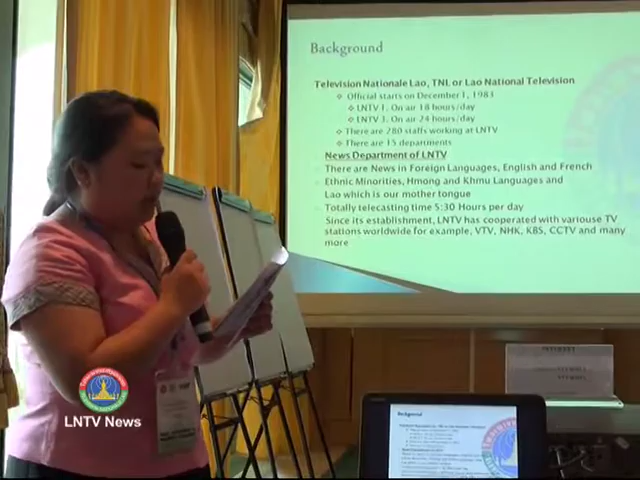 Background
Television Nationale Lao, TNL or Lao National Television
Official starts on December 1, 1983
LNTV 1, On air 18 hours/day
LNTV 3, On air 24 hours/day
There are 280 staffs working at LNTV
There are 15 departments
News Department of LNTV
There are News in Foreign Languages, English and French
Ethnic Minorities, Hmong and Khmu Languages and
Lao which is our mother tongue
Totally telecasting time 5:30 Hours per day
Since its establishment, LNTV has cooperated with variouse TV
stations worldwide for example, VTV, NHK, KBS, CCTV and many
more
LNTV News
Background